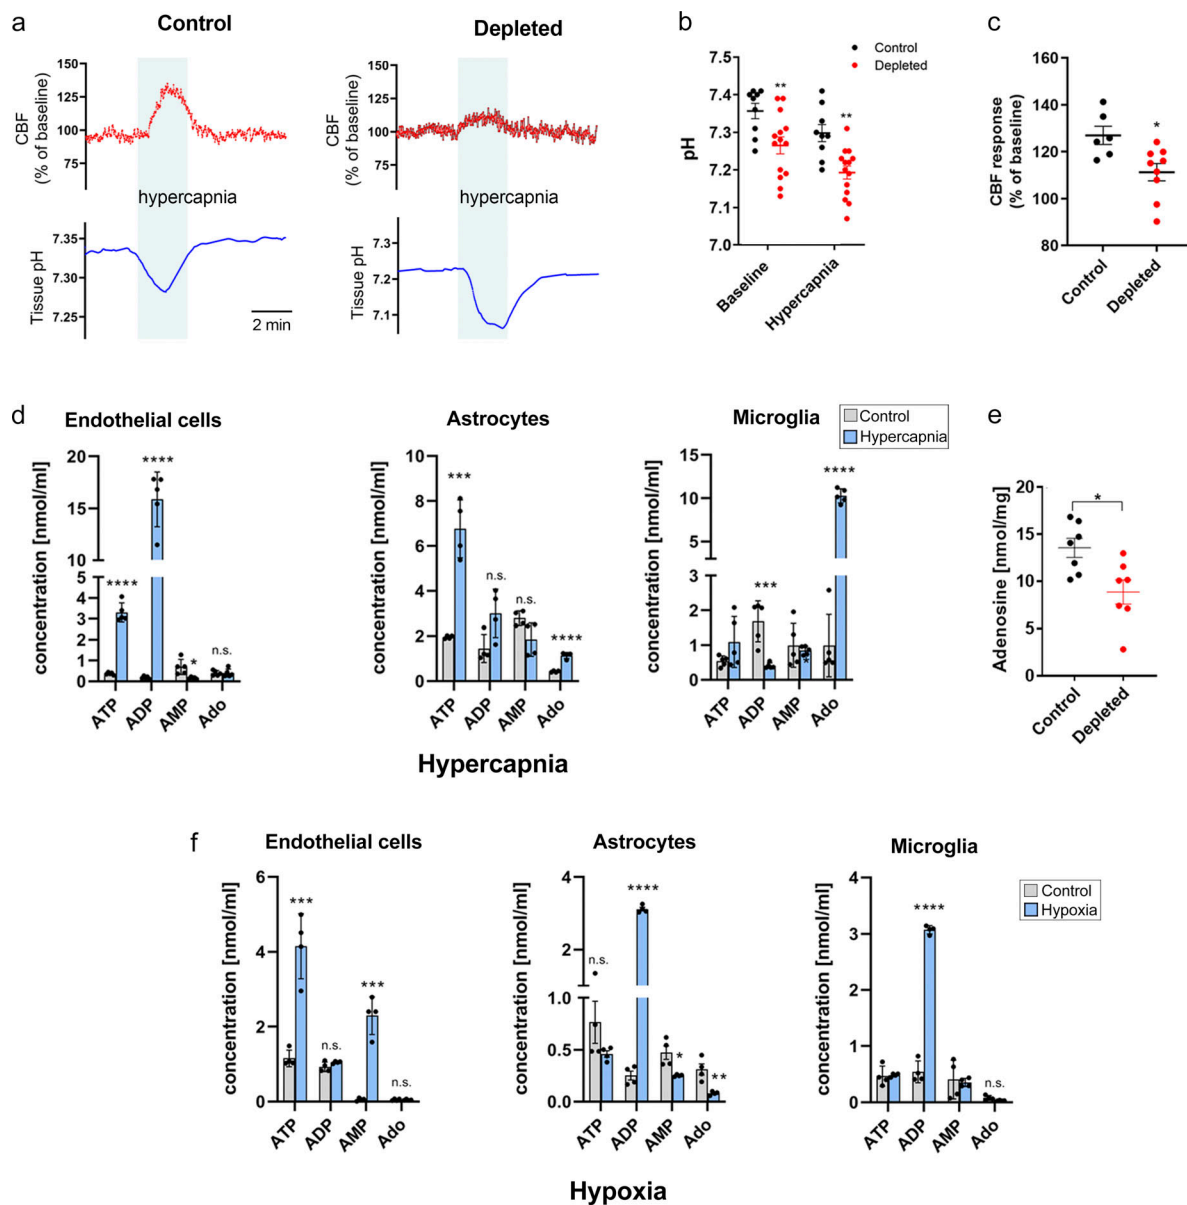 a
Control
Depleted
CBF
(% of baseline)
150
125
100
75
hypercapnia
Tissue pH
7.35
7.30
7.25
2 min
CBF
(% of baseline)
150
125
100
75
hypercapnia
Tissue pH
7.3
7.2
7.1
b
Control
Depleted
pH
7.4
7.3
7.2
7.1
7.0
**
**
Baseline
Hypercapnia
c
CBF response
(% of baseline)
160
140
120
100
80
*
Control
Depleted
d
Endothelial cells
concentration [nmol/ml]
20
15
10
5
4
3
2
1
0
****
****
*
n.s.
ATP
ADP
AMP
Ado
Astrocytes
concentration [nmol/ml]
10
8
6
4
2
0
***
n.s.
n.s.
****
ATP
ADP
AMP
Ado
Microglia
Control
Hypercapnia
concentration [nmol/ml]
15
10
5
3
2
1
0
***
*
****
ATP
ADP
AMP
Ado
Hypercapnia
e
Adenosine [nmol/mg]
20
15
10
5
0
*
Control
Depleted
f
Endothelial cells
concentration [nmol/ml]
6
4
2
0
***
n.s.
***
n.s.
ATP
ADP
AMP
Ado
Astrocytes
concentration [nmol/ml]
4
2
1.0
0.5
0.0
n.s.
****
*
**
ATP
ADP
AMP
Ado
Microglia
Control
Hypoxia
concentration [nmol/ml]
4
3
2
1
0
****
n.s.
ATP
ADP
AMP
Ado
Hypoxia